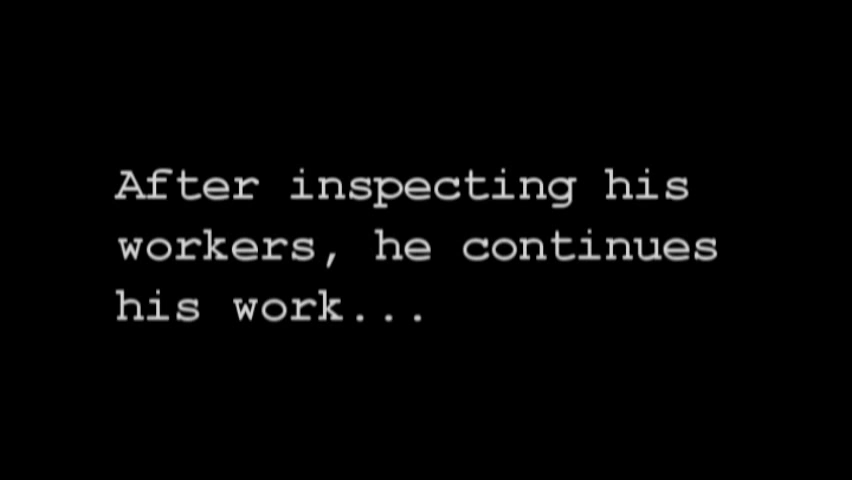 After inspecting his
workers, he continues
his work...